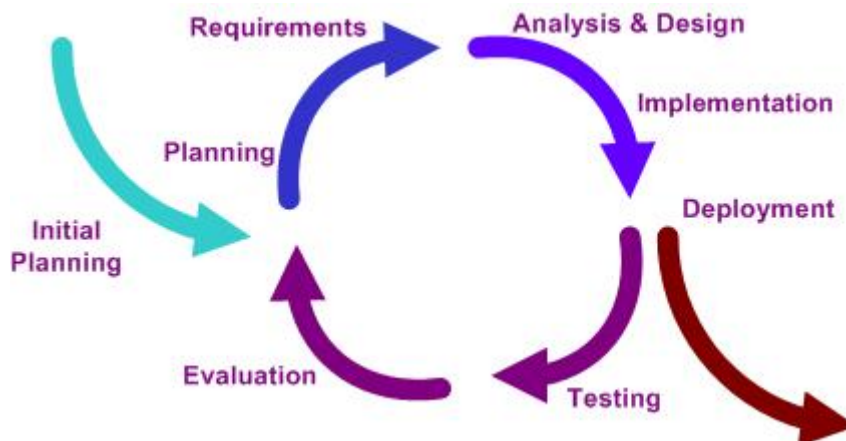 Requirements
Analysis & Design
Implementation
Planning
Deployment
Initial
Planning
Evaluation
Testing